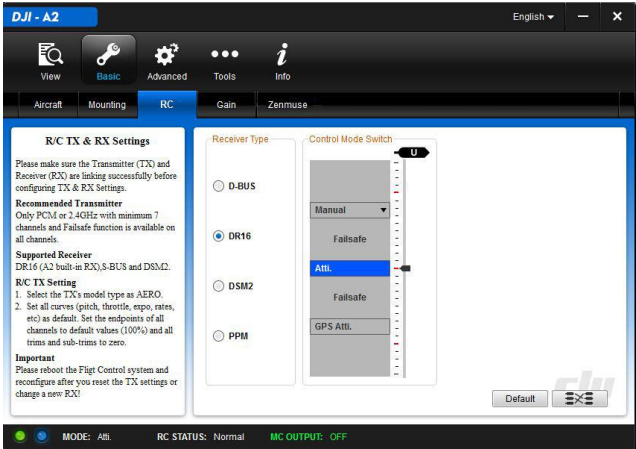 DJI - A2
English
View
Basic
Advanced
Tools
Info
Aircraft
Mounting
RC
Gain
Zenmuse
R/C TX & RX Settings
Please make sure the Transmitter (TX) and
Receiver (RX) are linking successfully before
configuring TX & RX Settings.
Recommended Transmitter
Only PCM or 2.4GHz with minimum 7
channels and Failsafe function is available on
all channels.
Supported Receiver
DR16 (A2 built-in RX),S-BUS and DSM2.
R/C TX Setting
1. Select the TX's model type as AERO.
2. Set all curves (pitch, throttle, expo, rates,
etc) as default. Set the endpoints of all
channels to default values (100%) and all
trims and sub-trims to zero.
Important
Please reboot the Fligt Control system and
reconfigure after you reset the TX settings or
change a new RX!
Receiver Type
D-BUS
DR16
DSM2
PPM
Control Mode Switch
U
Manual
Failsafe
Atti.
Failsafe
GPS Atti.
dji
Default
MODE: Atti.
RC STATUS: Normal
MC OUTPUT: OFF